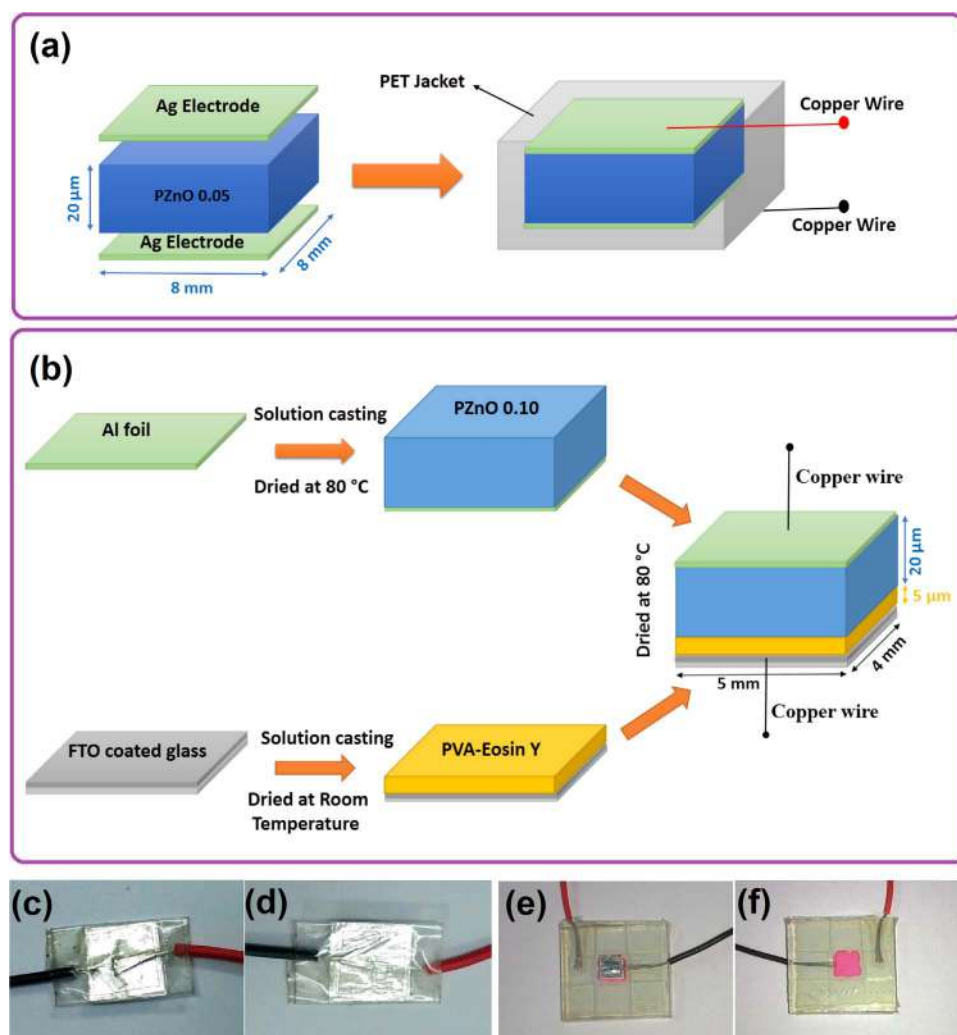 (a)
Ag Electrode
PZnO 0.05
20 µm
Ag Electrode
8 mm
8 mm
PET Jacket
Copper Wire
Copper Wire
(b)
Al foil
Solution casting
Dried at 80 °C
PZnO 0.10
Dried at 80 °C
Copper wire
20 µm
5 µm
4 mm
5 mm
Copper wire
FTO coated glass
Solution casting
Dried at Room
Temperature
PVA-Eosin Y
(c)
(d)
(e)
(f)